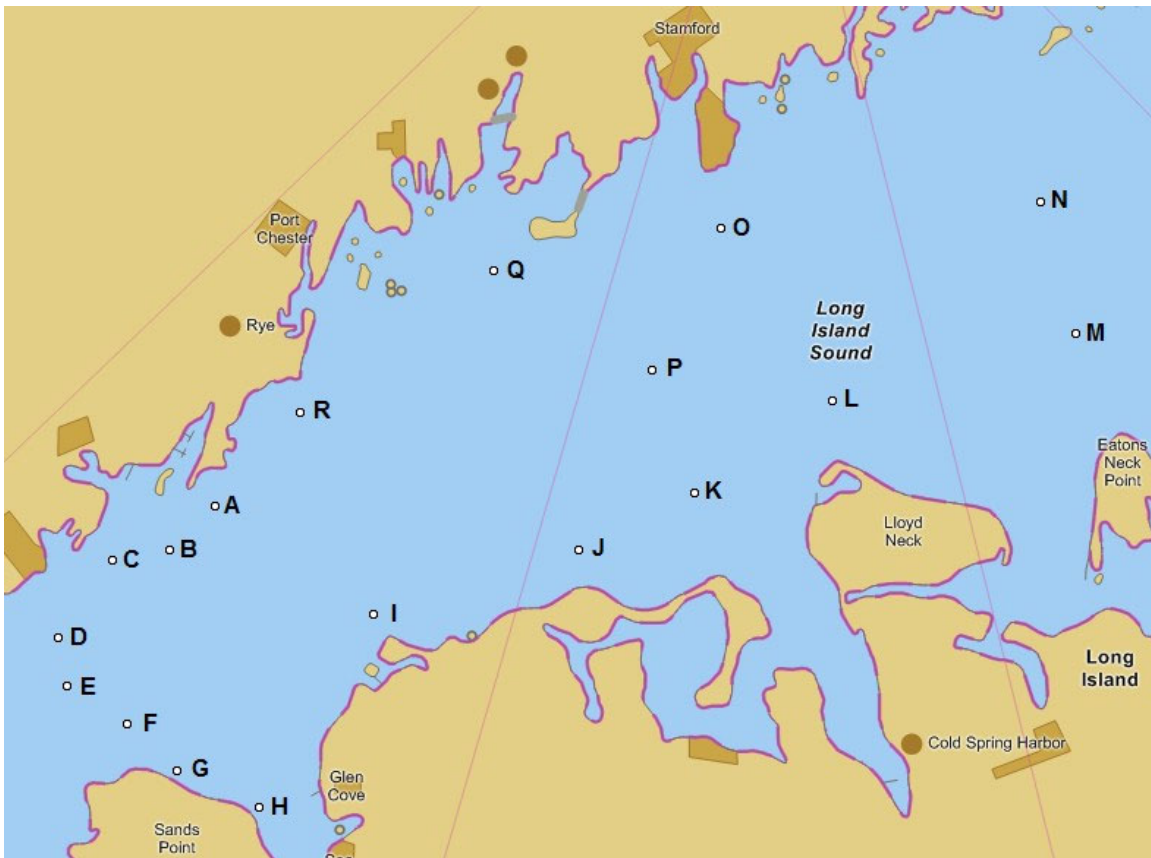 Stamford
N
Port
Chester
O
Q
Rye
Long
Island
Sound
M
P
L
R
Eatons
Neck
Point
K
A
Lloyd
Neck
B
J
C
I
D
Long
Island
E
F
Cold Spring Harbor
G
Glen
Cove
H
Sands
Point